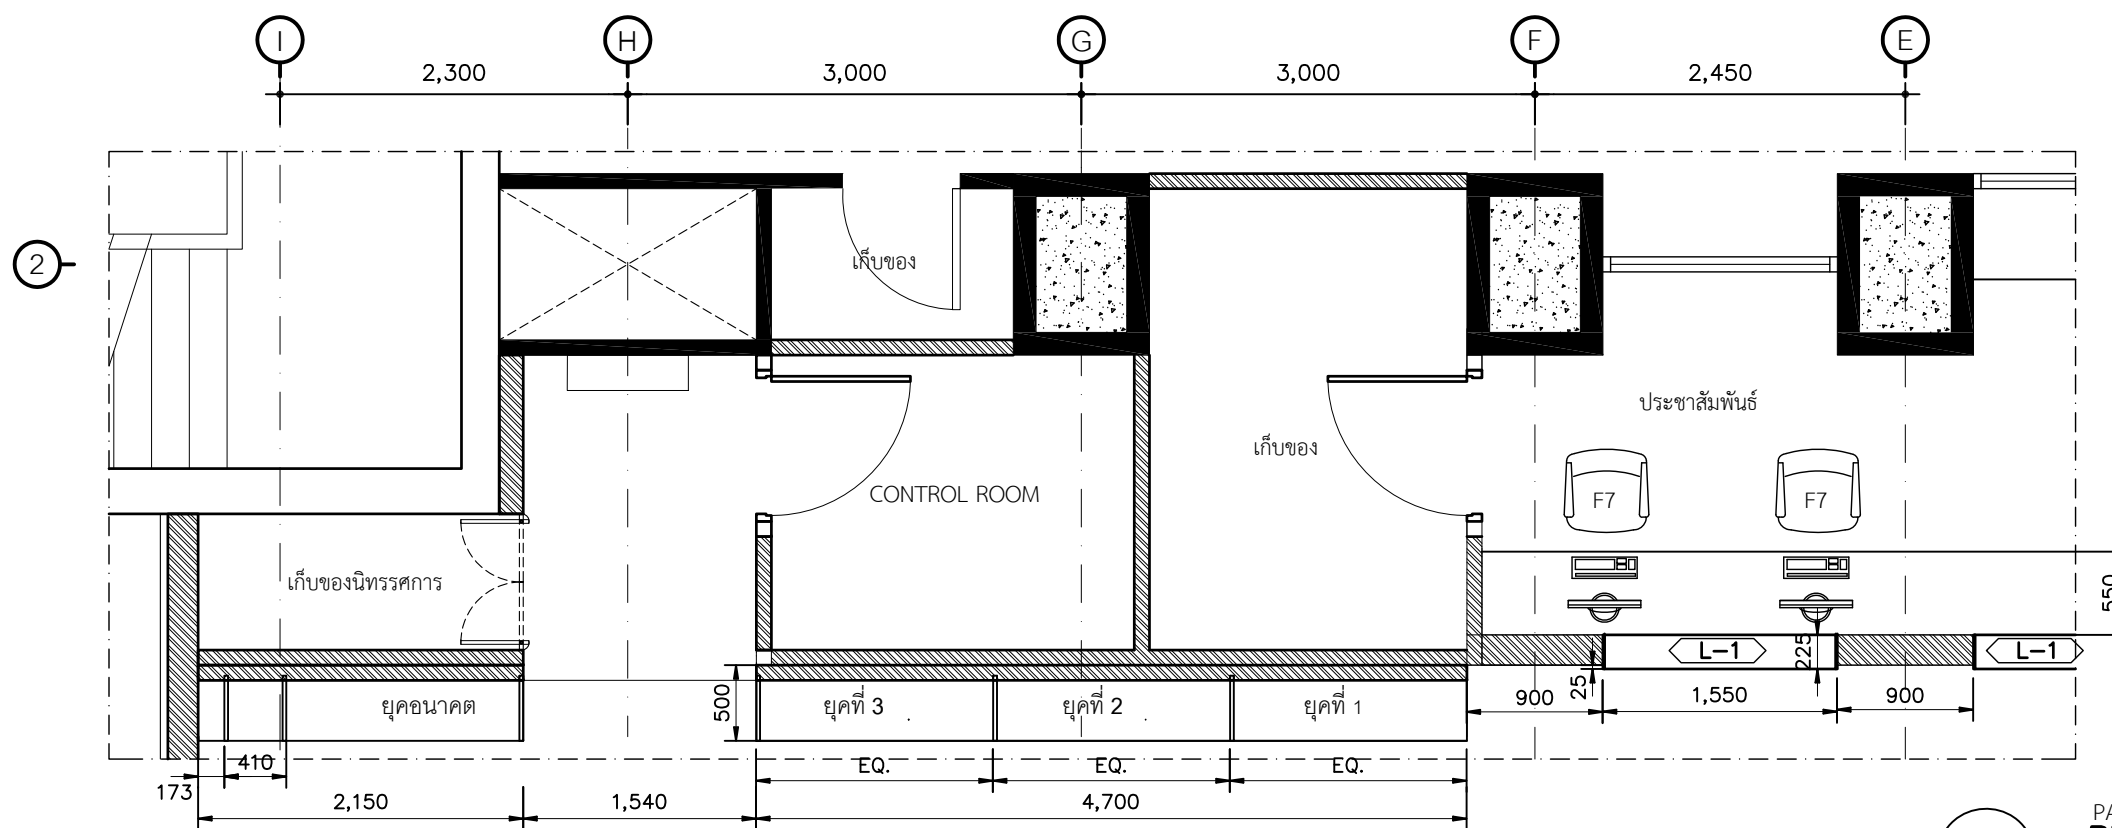 I H G F E
2,300 3,000 3,000 2,450
2
เก็บของ
ประชาสัมพันธ์
เก็บของ
CONTROL ROOM
F7 F7
เก็บของนิทรรศการ
550
L-1 225 L-1
25
ยุคอนาคต 500 ยุคที่ 3 ยุคที่ 2 ยุคที่ 1
900 1,550 900
410 EQ. EQ. EQ.
173
2,150 1,540 4,700